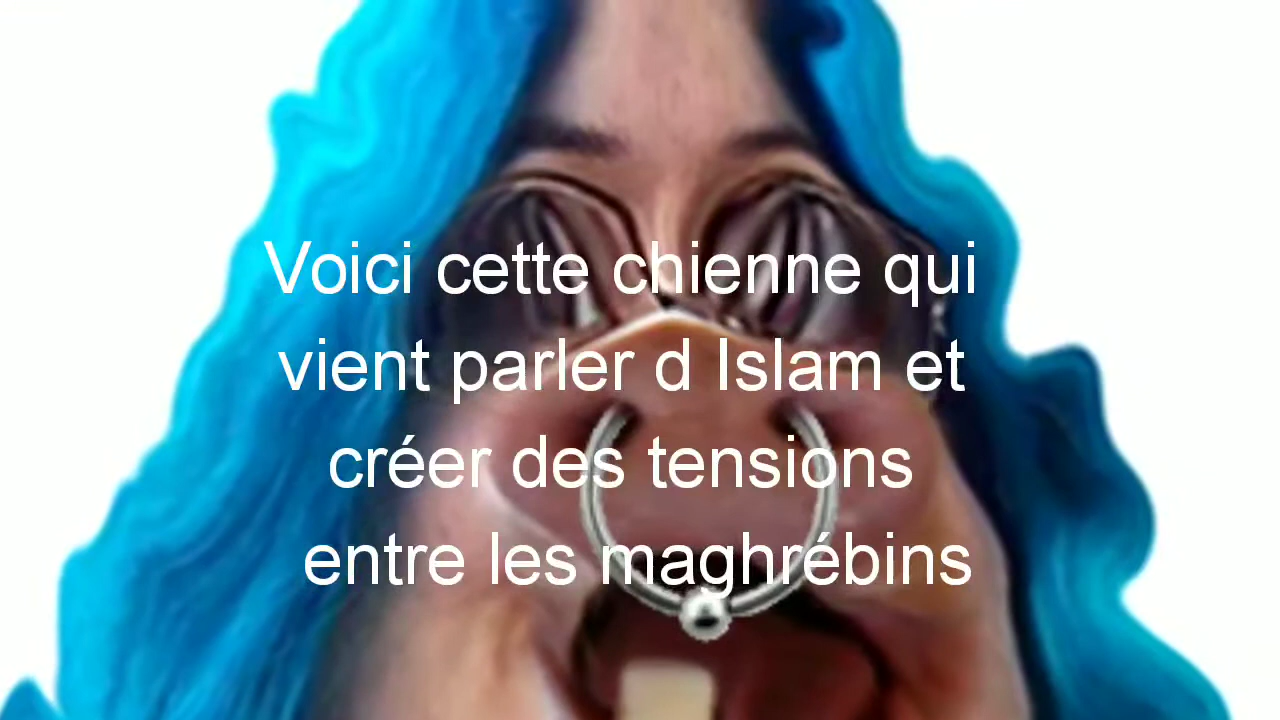 Voici cette chienne qui
vient parler d Islam et
créer des tensions
entre les maghrébins